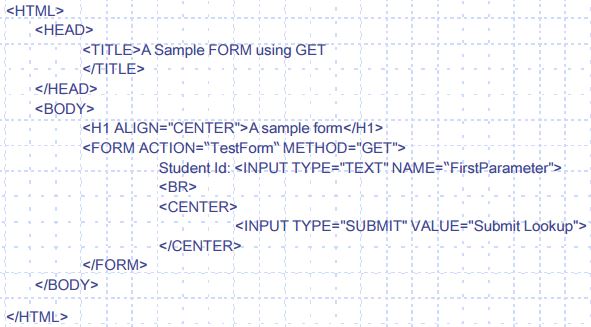 <HTML>
<HEAD>
<TITLE>A Sample FORM using GET
</TITLE>
</HEAD>
<BODY>
<H1 ALIGN="CENTER">A sample form</H1>
<FORM ACTION=“TestForm“ METHOD="GET">
Student Id: <INPUT TYPE="TEXT" NAME=“FirstParameter">
<BR>
<CENTER>
<INPUT TYPE="SUBMIT" VALUE="Submit Lookup">
</CENTER>
</FORM>
</BODY>
</HTML>